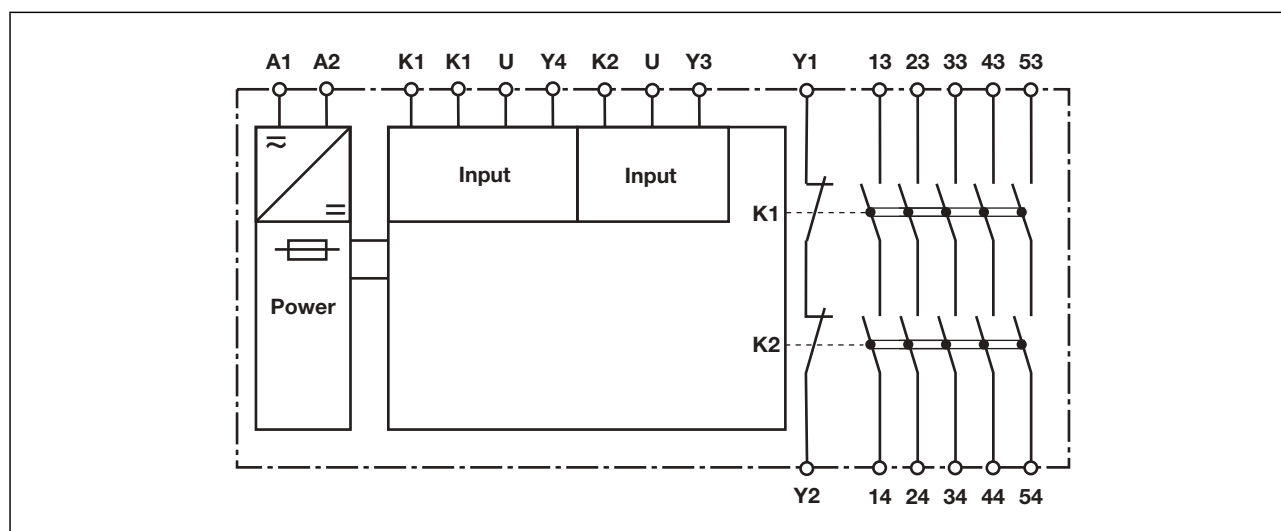 A1 A2 K1 K1 U Y4 K2 U Y3 Y1 13 23 33 43 53
Input Input
K1
Power
K2
Y2 14 24 34 44 54